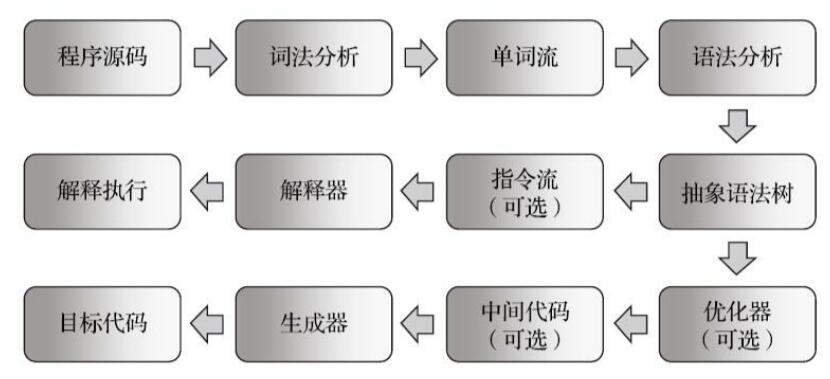 程序源码
词法分析
单词流
语法分析
解释执行
解释器
指令流
（可选）
抽象语法树
目标代码
生成器
中间代码
（可选）
优化器
（可选）